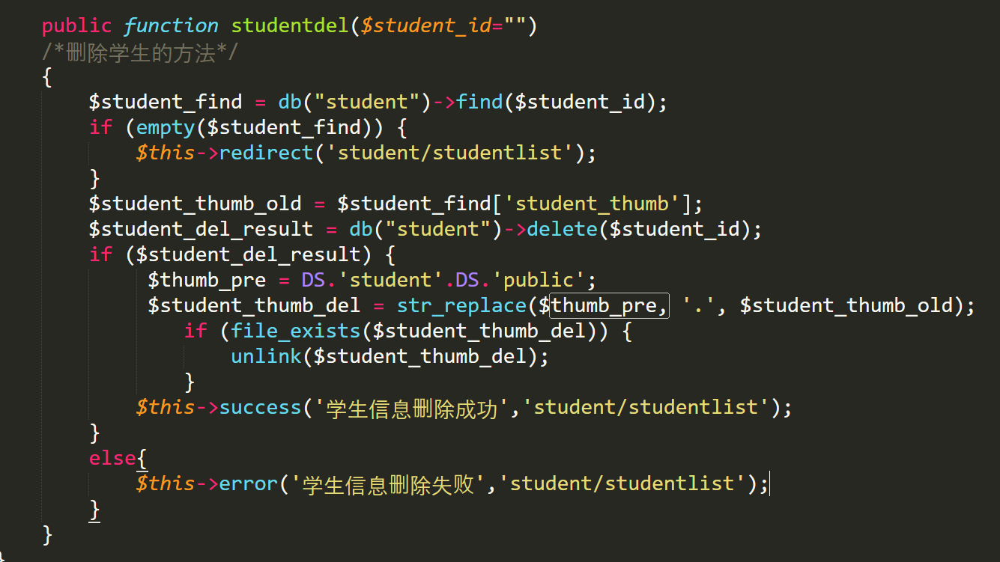 public function studentdel($student_id="")
/*删除学生的方法*/
{
$student_find = db("student")->find($student_id);
if (empty($student_find)) {
$this->redirect('student/studentlist');
}
$student_thumb_old = $student_find['student_thumb'];
$student_del_result = db("student")->delete($student_id);
if ($student_del_result) {
$thumb_pre = DS.'student'.DS.'public';
$student_thumb_del = str_replace($thumb_pre, '.', $student_thumb_old);
if (file_exists($student_thumb_del)) {
unlink($student_thumb_del);
}
$this->success('学生信息删除成功','student/studentlist');
}
else{
$this->error('学生信息删除失败','student/studentlist');
}
}
}